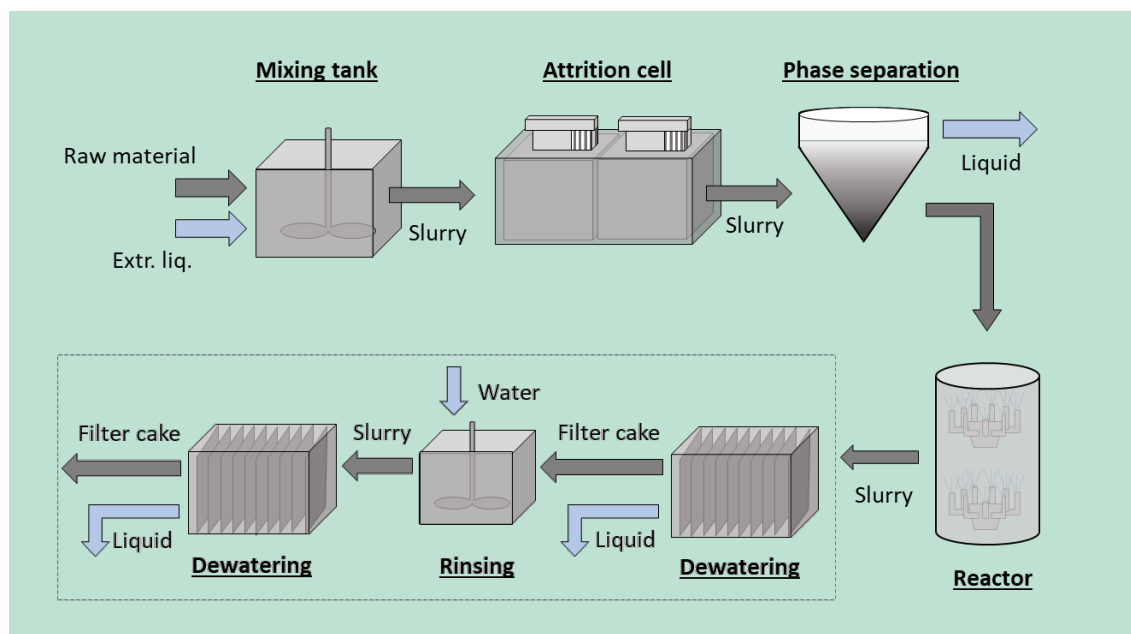 Mixing tank
Attrition cell
Phase separation
Raw material
Extr. liq.
Slurry
Slurry
Liquid
Water
Filter cake
Slurry
Filter cake
Slurry
Liquid
Liquid
Dewatering
Rinsing
Dewatering
Reactor